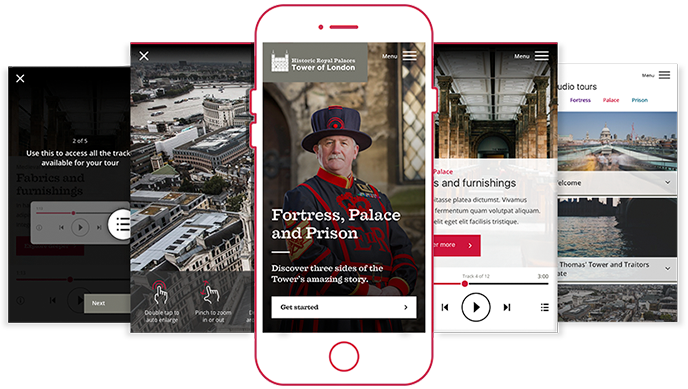 2 of 5
Use this to access all the track
available for your tour
Fabrics and
furnishings
Next
Double tap to
auto enlarge
Pinch to zoom
in or out
Historic Royal Palaces
Tower of London
Menu
Fortress, Palace
and Prison
Discover three sides of the
Tower's amazing story.
Get started
Menu
Palace
s and furnishings
itasse platea dictumst. Vivamus
fermentum quam volutpat aliquam.
eget elit facilisis tristique.
er more
Track 4 of 12
3:00
Menu
udio tours
Fortress Palace Prison
elcome
Thomas' Tower and Traitors
ate